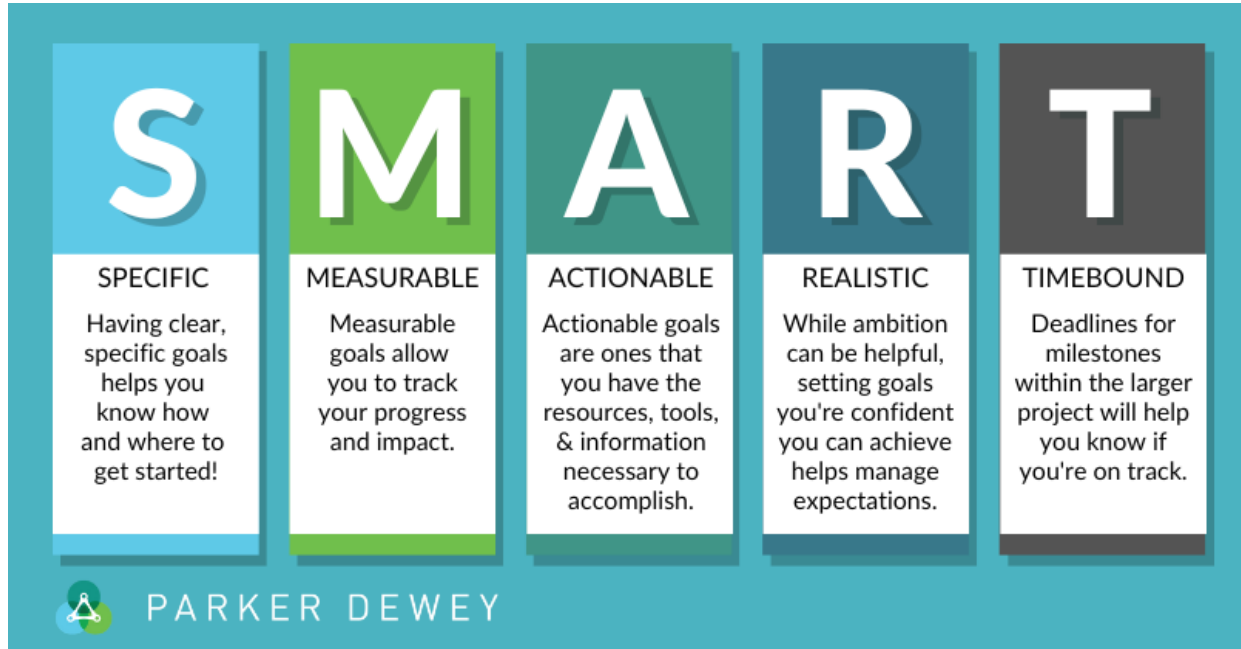 S
SPECIFIC
Having clear,
specific goals
helps you
know how
and where to
get started!
M
MEASURABLE
Measurable
goals allow
you to track
your progress
and impact.
A
ACTIONABLE
Actionable goals
are ones that
you have the
resources, tools,
& information
necessary to
accomplish.
R
REALISTIC
While ambition
can be helpful,
setting goals
you're confident
you can achieve
helps manage
expectations.
T
TIMEBOUND
Deadlines for
milestones
within the larger
project will help
you know if
you're on track.
PARKER DEWEY